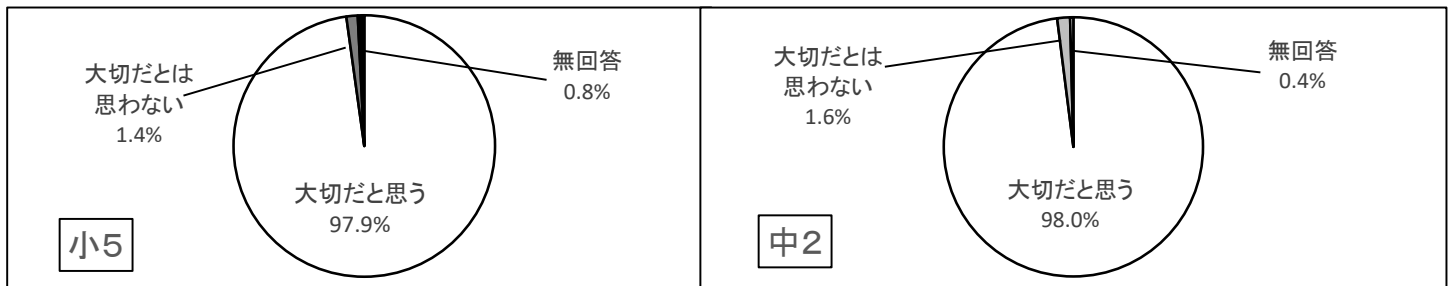 大切だとは
思わない
1.4%
無回答
0.8%
大切だと思う
97.9%
小5
大切だとは
思わない
1.6%
無回答
0.4%
大切だと思う
98.0%
中2